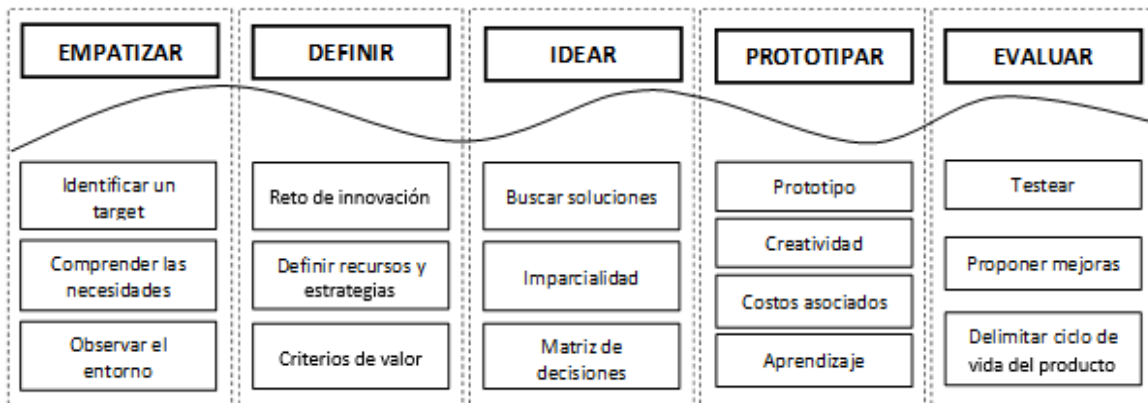 EMPATIZAR
Identificar un
target
Comprender las
necesidades
Observar el
entorno
DEFINIR
Reto de innovación
Definir recursos y
estrategias
Criterios de valor
IDEAR
Buscar soluciones
Imparcialidad
Matriz de
decisiones
PROTOTIPAR
Prototipo
Creatividad
Costos asociados
Aprendizaje
EVALUAR
Testear
Proponer mejoras
Delimitar ciclo de
vida del producto